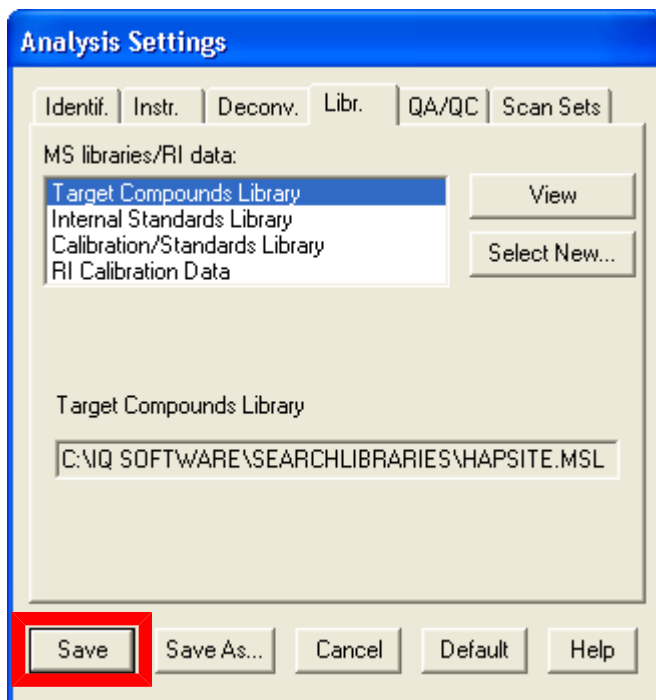 Analysis Settings
Identif. Instr. Deconv. Libr. QA/QC Scan Sets
MS libraries/RI data:
Target Compounds Library
Internal Standards Library
Calibration/Standards Library
RI Calibration Data
View
Select New...
Target Compounds Library
C:\IQ SOFTWARE\SEARCHLIBRARIES\HAPSITE.MSL
Save Save As... Cancel Default Help